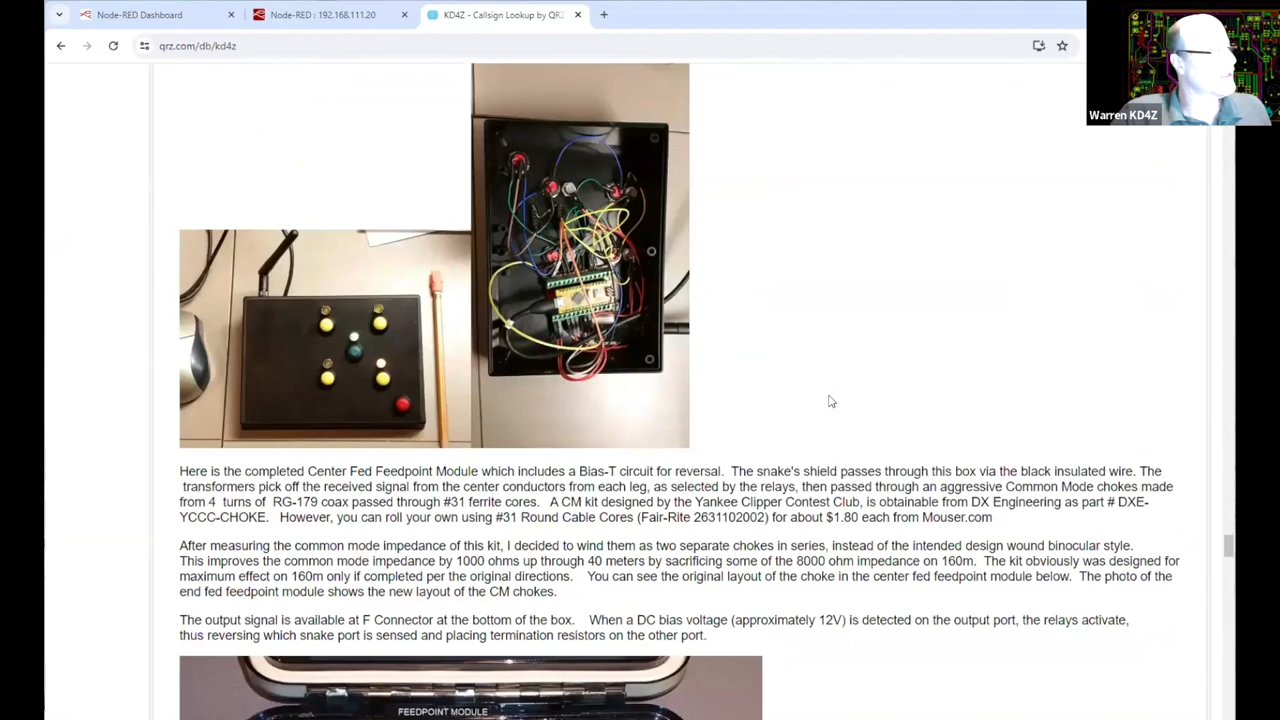 Node-RED Dashboard
Node-RED : 192.168.111.20
KD4Z - Callsign Lookup by QRZ
qrz.com/db/kd4z
Warren KD4Z
Here is the completed Center Fed Feedpoint Module which includes a Bias-T circuit for reversal. The snake's shield passes through this box via the black insulated wire. The
transformers pick off the received signal from the center conductors from each leg, as selected by the relays, then passed through an aggressive Common Mode chokes made
from 4 turns of RG-179 coax passed through #31 ferrite cores. A CM kit designed by the Yankee Clipper Contest Club, is obtainable from DX Engineering as part # DXE-
YCCC-CHOKE. However, you can roll your own using #31 Round Cable Cores (Fair-Rite 2631102002) for about $1.80 each from Mouser.com
After measuring the common mode impedance of this kit, I decided to wind them as two separate chokes in series, instead of the intended design wound binocular style.
This improves the common mode impedance by 1000 ohms up through 40 meters by sacrificing some of the 8000 ohm impedance on 160m. The kit obviously was designed for
maximum effect on 160m only if completed per the original directions. You can see the original layout of the choke in the center fed feedpoint module below. The photo of the
end fed feedpoint module shows the new layout of the CM chokes.
The output signal is available at F Connector at the bottom of the box. When a DC bias voltage (approximately 12V) is detected on the output port, the relays activate,
thus reversing which snake port is sensed and placing termination resistors on the other port.
FEEDPOINT MODULE